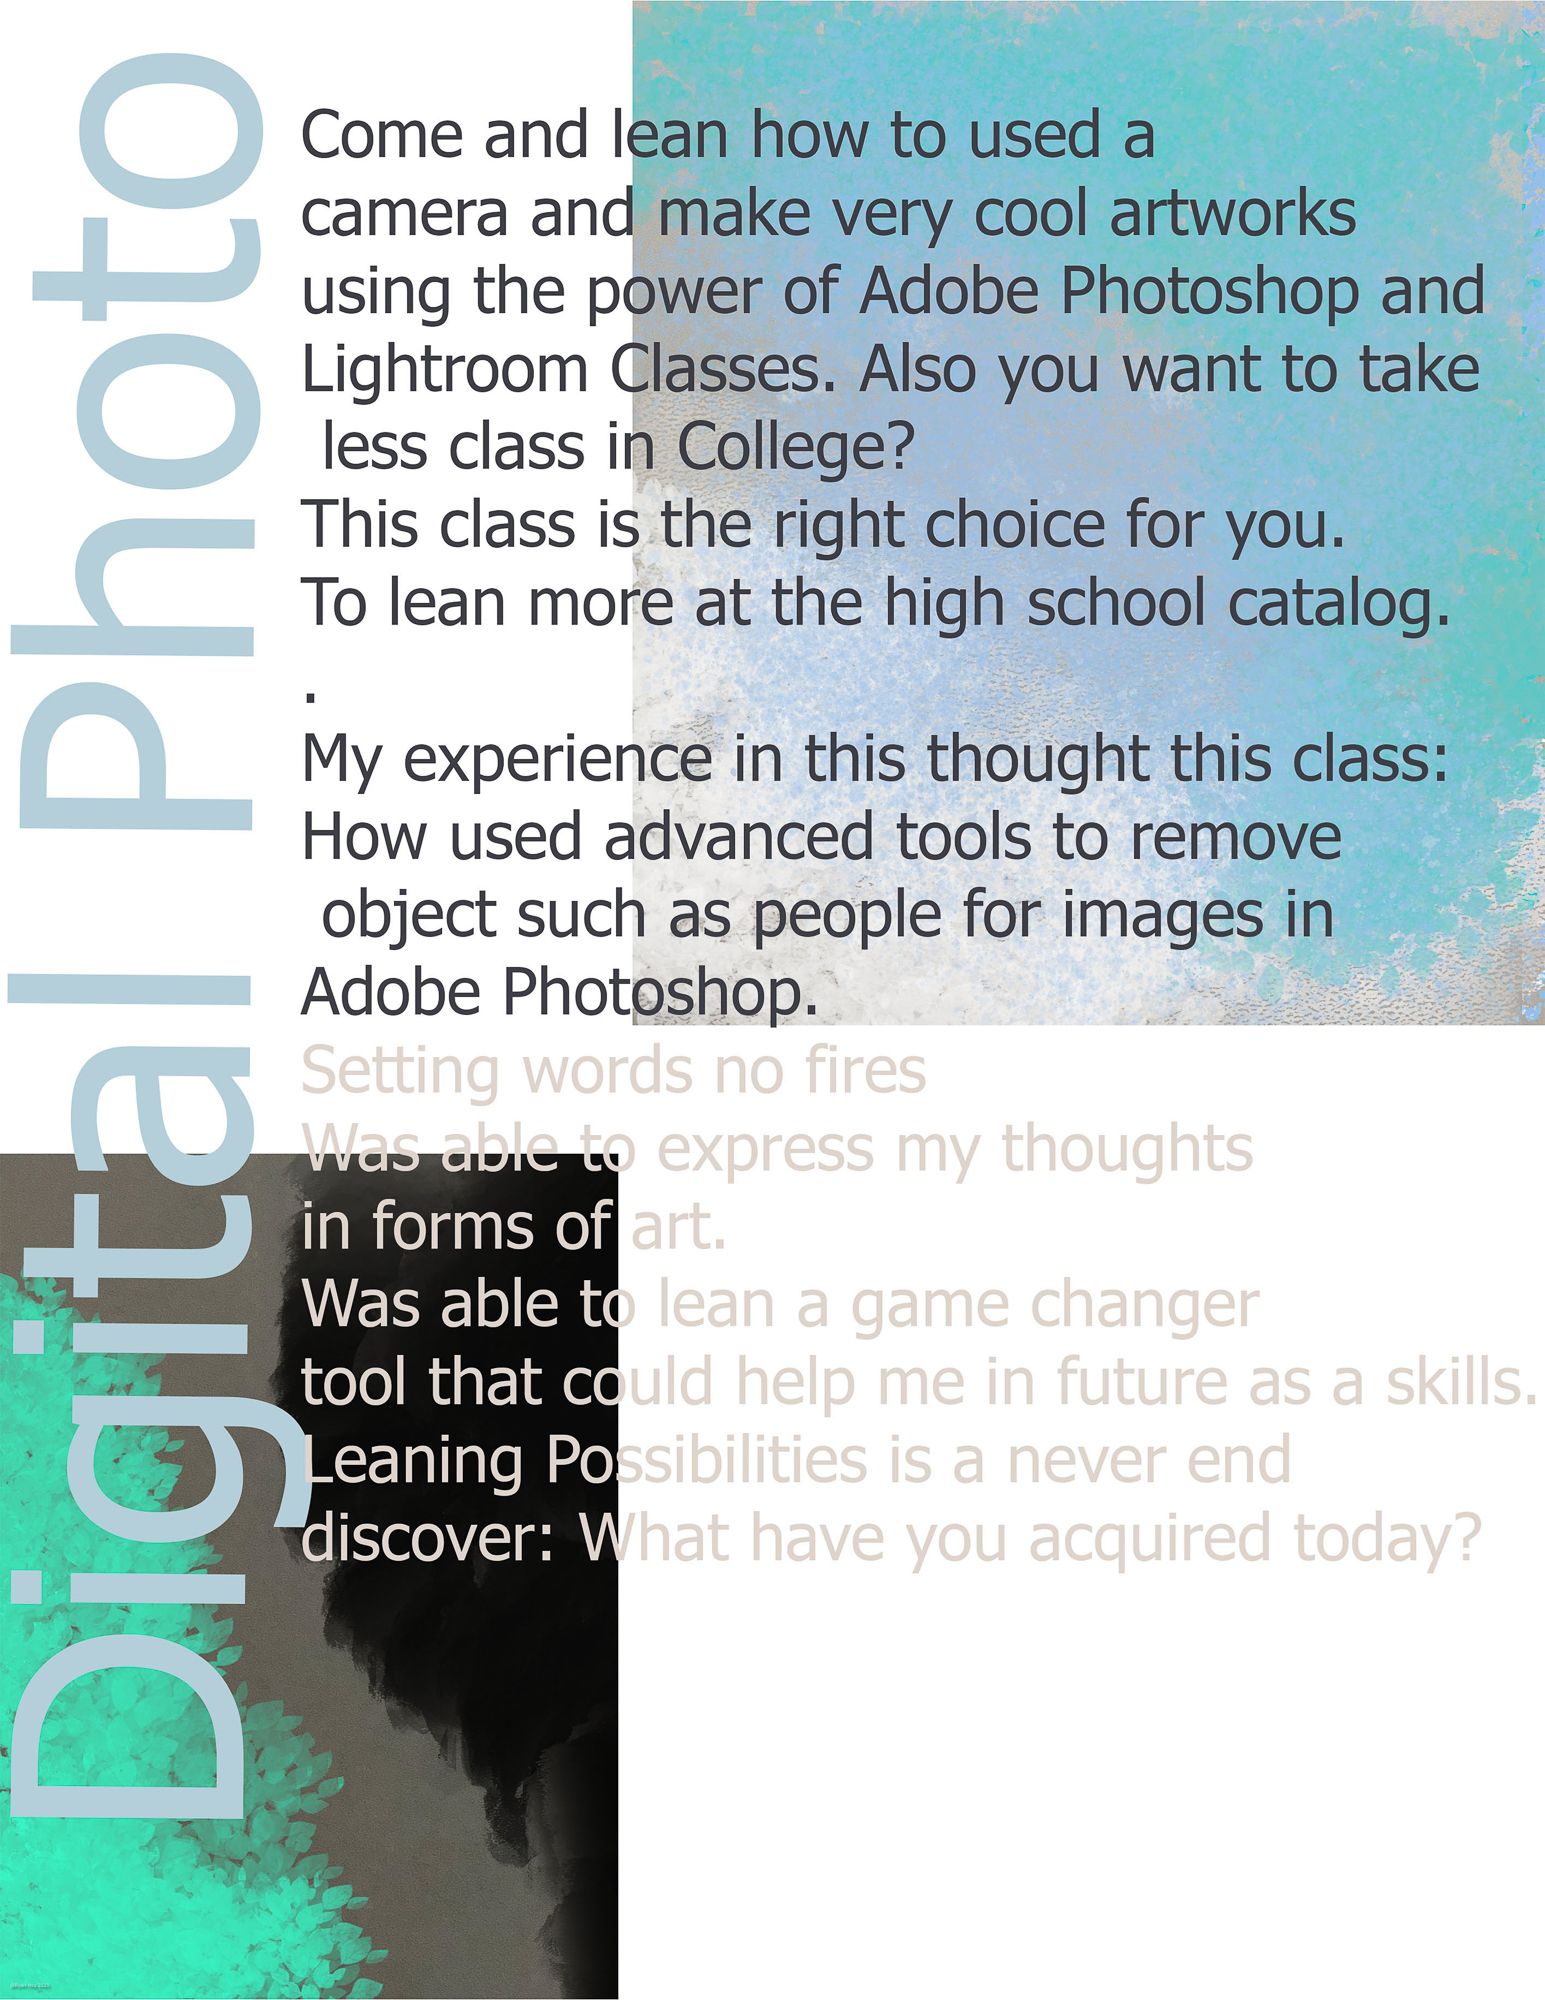 Digital Photo
Come and lean how to used a
camera and make very cool artworks
using the power of Adobe Photoshop and
Lightroom Classes. Also you want to take
less class in College?
This class is the right choice for you.
To lean more at the high school catalog.
.
My experience in this thought this class:
How used advanced tools to remove
object such as people for images in
Adobe Photoshop.
Setting words no fires
Was able to express my thoughts
in forms of art.
Was able to lean a game changer
tool that could help me in future as a skills.
Leaning Possibilities is a never end
discover: What have you acquired today?